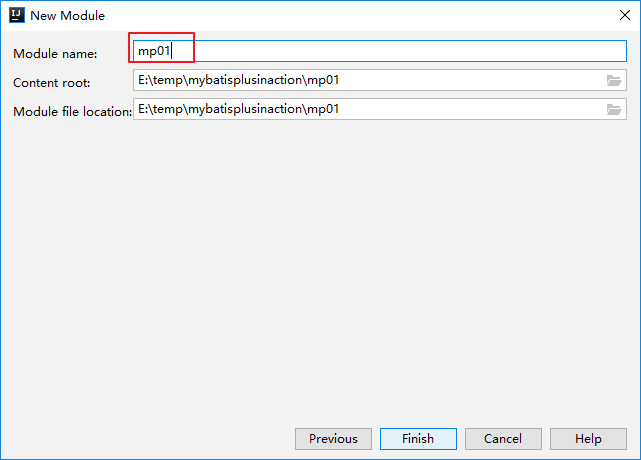 IJ New Module
Module name: mp01
Content root: E:\temp\mybatisplusinaction\mp01
Module file location: E:\temp\mybatisplusinaction\mp01
Previous Finish Cancel Help